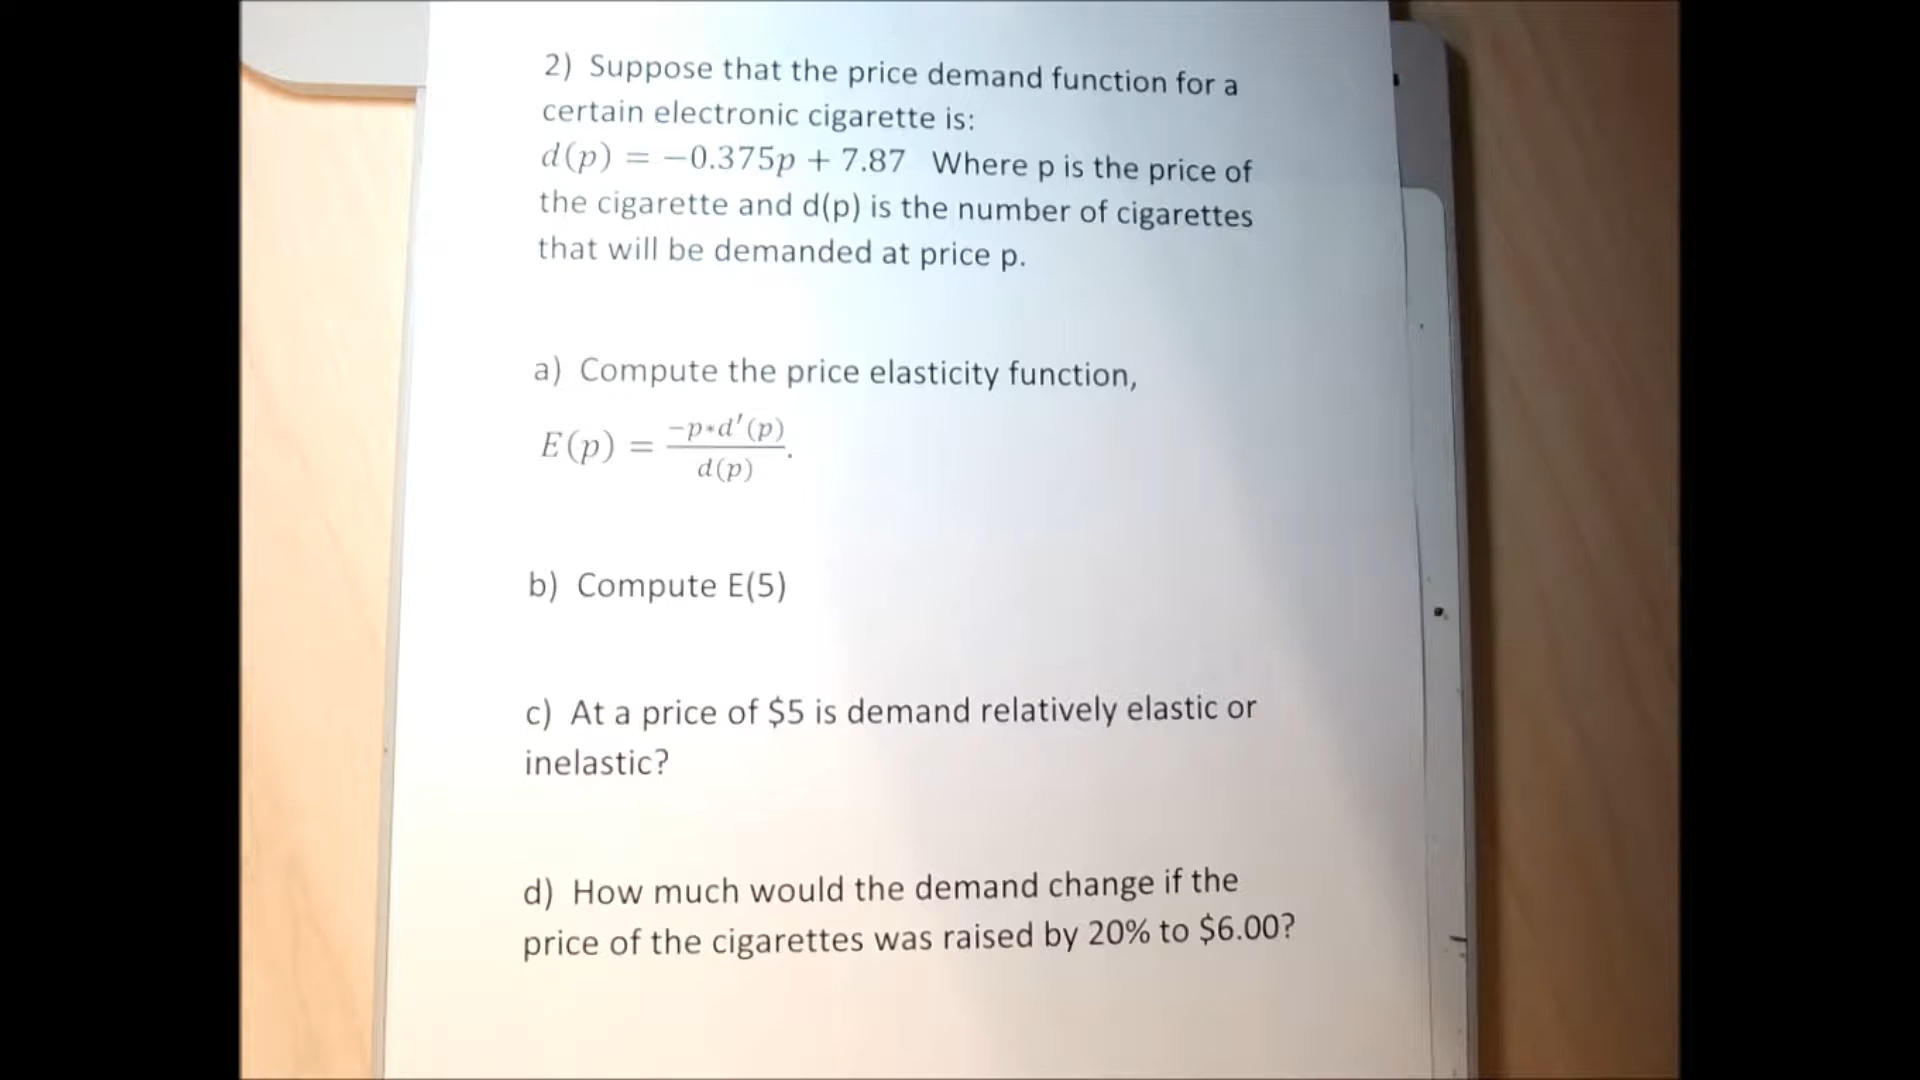 2) Suppose that the price demand function for a
certain electronic cigarette is:
d(p) = −0.375p + 7.87 Where p is the price of
the cigarette and d(p) is the number of cigarettes
that will be demanded at price p.
a) Compute the price elasticity function,
E(p) = \frac{-p*d'(p)}{d(p)}.
b) Compute E(5)
c) At a price of $5 is demand relatively elastic or
inelastic?
d) How much would the demand change if the
price of the cigarettes was raised by 20% to $6.00?